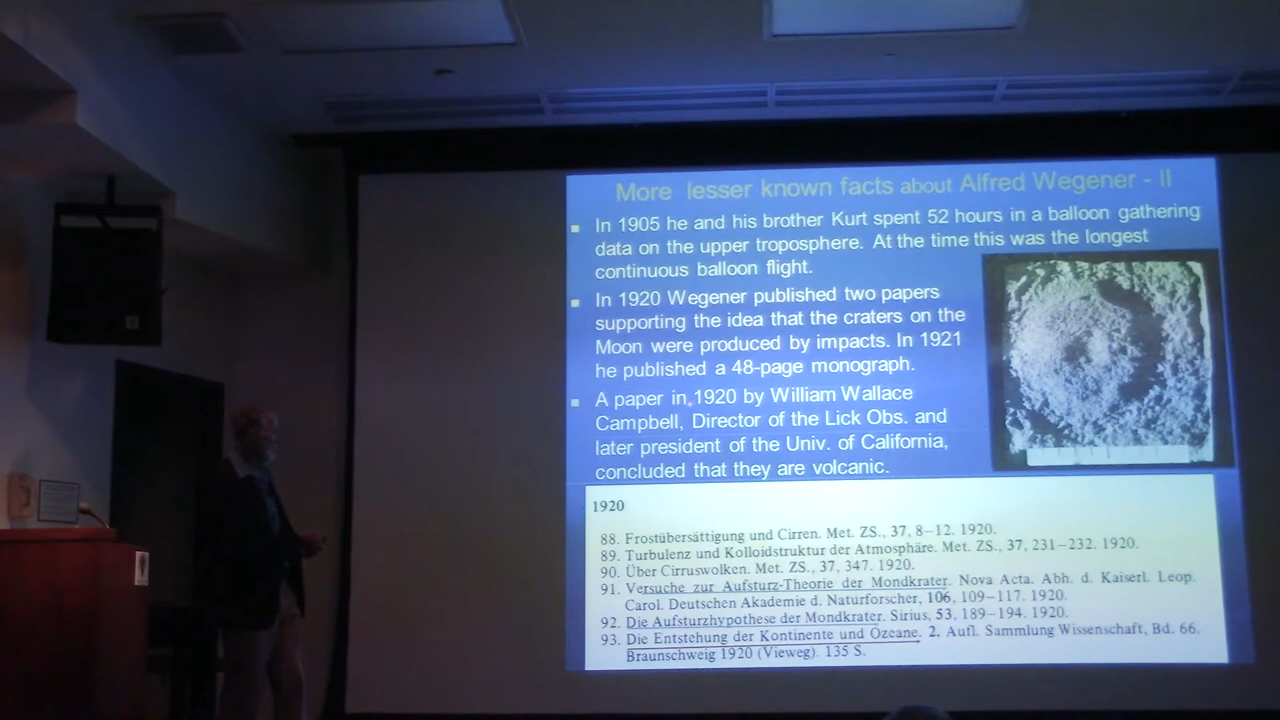 More lesser known facts about Alfred Wegener - II
In 1905 he and his brother Kurt spent 52 hours in a balloon gathering
data on the upper troposphere. At the time this was the longest
continuous balloon flight.
In 1920 Wegener published two papers
supporting the idea that the craters on the
Moon were produced by impacts. In 1921
he published a 48-page monograph.
A paper in 1920 by William Wallace
Campbell, Director of the Lick Obs. and
later president of the Univ. of California,
concluded that they are volcanic.
1920
88. Frostübersättigung und Cirren. Met. ZS., 37, 8–12. 1920.
89. Turbulenz und Kolloidstruktur der Atmosphäre. Met. ZS., 37, 231–232. 1920.
90. Über Cirruswolken. Met. ZS., 37, 347. 1920.
91. Versuche zur Aufsturz-Theorie der Mondkrater. Nova Acta. Abh. d. Kaiserl. Leop.
Carol. Deutschen Akademie d. Naturforscher, 106, 109–117. 1920.
92. Die Aufsturzhypothese der Mondkrater. Sirius, 53, 189–194. 1920.
93. Die Entstehung der Kontinente und Ozeane. 2. Aufl. Sammlung Wissenschaft, Bd. 66.
Braunschweig 1920 (Vieweg). 135 S.